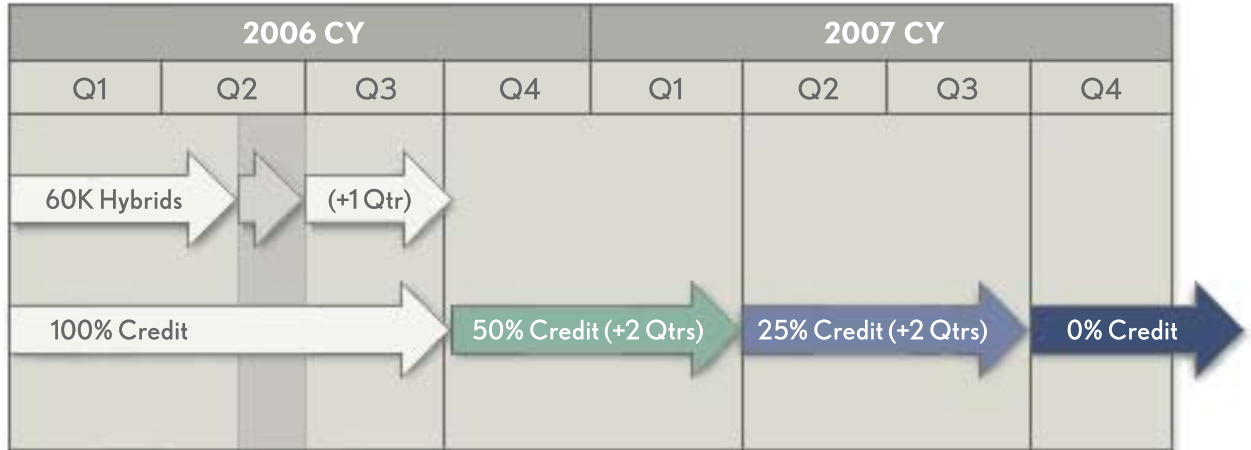 2006 CY 2007 CY
Q1 Q2 Q3 Q4 Q1 Q2 Q3 Q4
60K Hybrids (+1 Qtr)
100% Credit 50% Credit (+2 Qtrs) 25% Credit (+2 Qtrs) 0% Credit